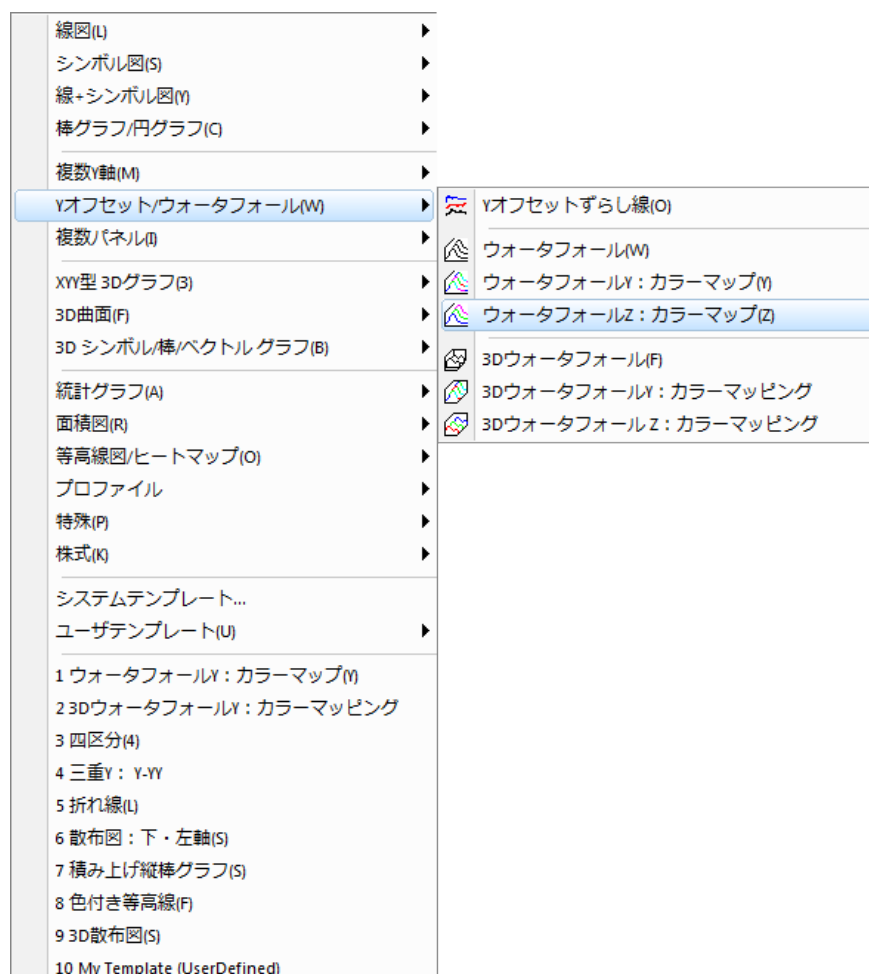 線図(L)
シンボル図(S)
線+シンボル図(Y)
棒グラフ/円グラフ(C)
複数Y軸(M)
Yオフセット/ウォータフォール(W)
複数パネル(I)
XYY型 3Dグラフ(3)
3D曲面(F)
3D シンボル/棒/ベクトル グラフ(B)
統計グラフ(A)
面積図(R)
等高線図/ヒートマップ(O)
プロファイル
特殊(P)
株式(K)
システムテンプレート...
ユーザテンプレート(U)
1 ウォータフォールY：カラーマップ(Y)
2 3DウォータフォールY：カラーマッピング
3 四区分(4)
4 三重Y： Y-YY
5 折れ線(L)
6 散布図：下・左軸(S)
7 積み上げ縦棒グラフ(S)
8 色付き等高線(F)
9 3D散布図(S)
10 My Template (UserDefined)
Yオフセットずらし線(O)
ウォータフォール(W)
ウォータフォールY：カラーマップ(Y)
ウォータフォールZ：カラーマップ(Z)
3Dウォータフォール(F)
3DウォータフォールY：カラーマッピング
3Dウォータフォール Z：カラーマッピング